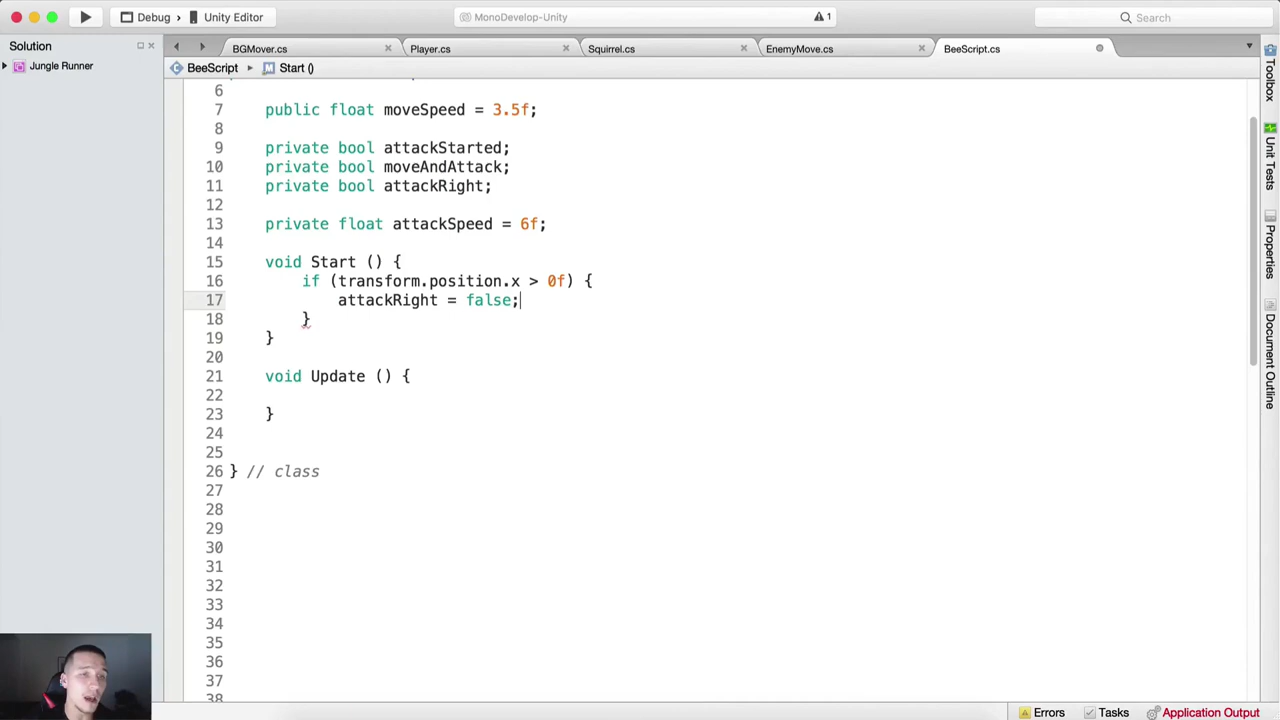 Debug
Unity Editor
MonoDevelop-Unity
1
Search
Solution
BGMover.cs
Player.cs
Squirrel.cs
EnemyMove.cs
BeeScript.cs
Jungle Runner
BeeScript
Start ()
6
7 public float moveSpeed = 3.5f;
8
9 private bool attackStarted;
10 private bool moveAndAttack;
11 private bool attackRight;
12
13 private float attackSpeed = 6f;
14
15 void Start () {
16 if (transform.position.x > 0f) {
17 attackRight = false;
18 }
19 }
20
21 void Update () {
22
23 }
24
25
26 } // class
27
28
29
30
31
32
33
34
35
36
37
38
Toolbox
Unit Tests
Properties
Document Outline
Errors
Tasks
Application Output